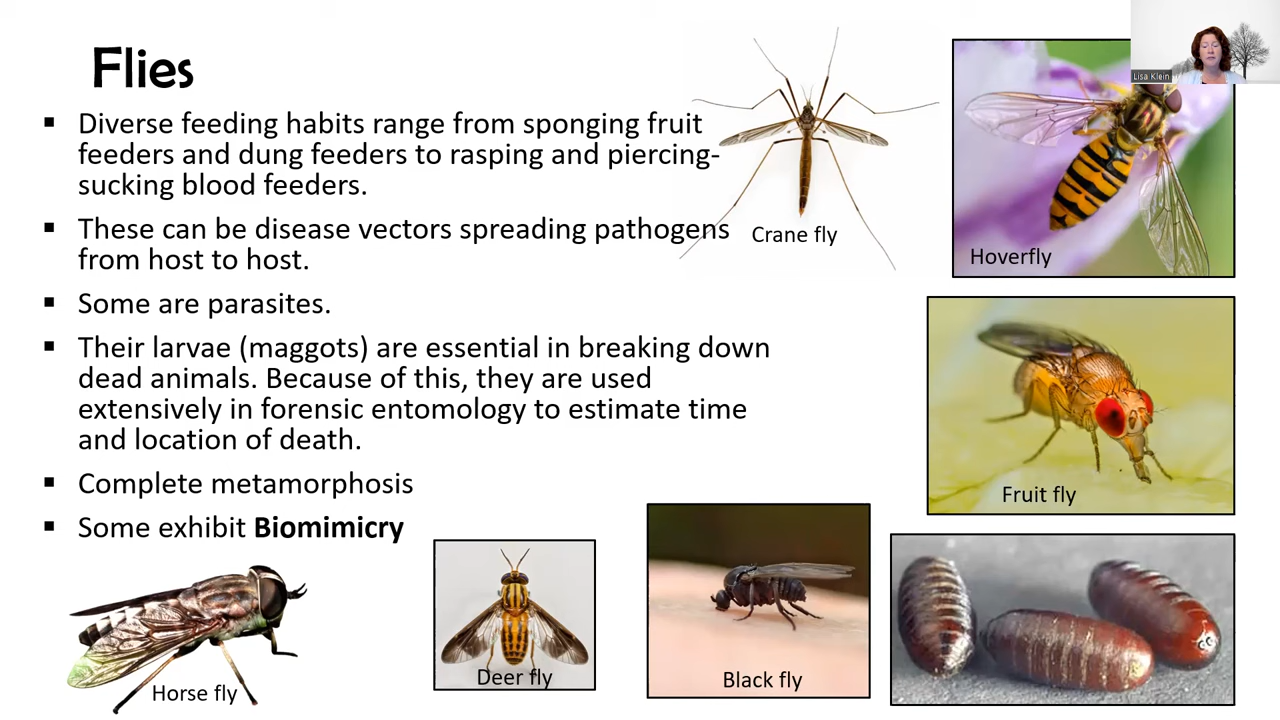 Flies
▪ Diverse feeding habits range from sponging fruit
feeders and dung feeders to rasping and piercing-
sucking blood feeders.
▪ These can be disease vectors spreading pathogens
from host to host.
▪ Some are parasites.
▪ Their larvae (maggots) are essential in breaking down
dead animals. Because of this, they are used
extensively in forensic entomology to estimate time
and location of death.
▪ Complete metamorphosis
▪ Some exhibit Biomimicry
Crane fly
Hoverfly
Lisa Klein
Fruit fly
Horse fly
Deer fly
Black fly